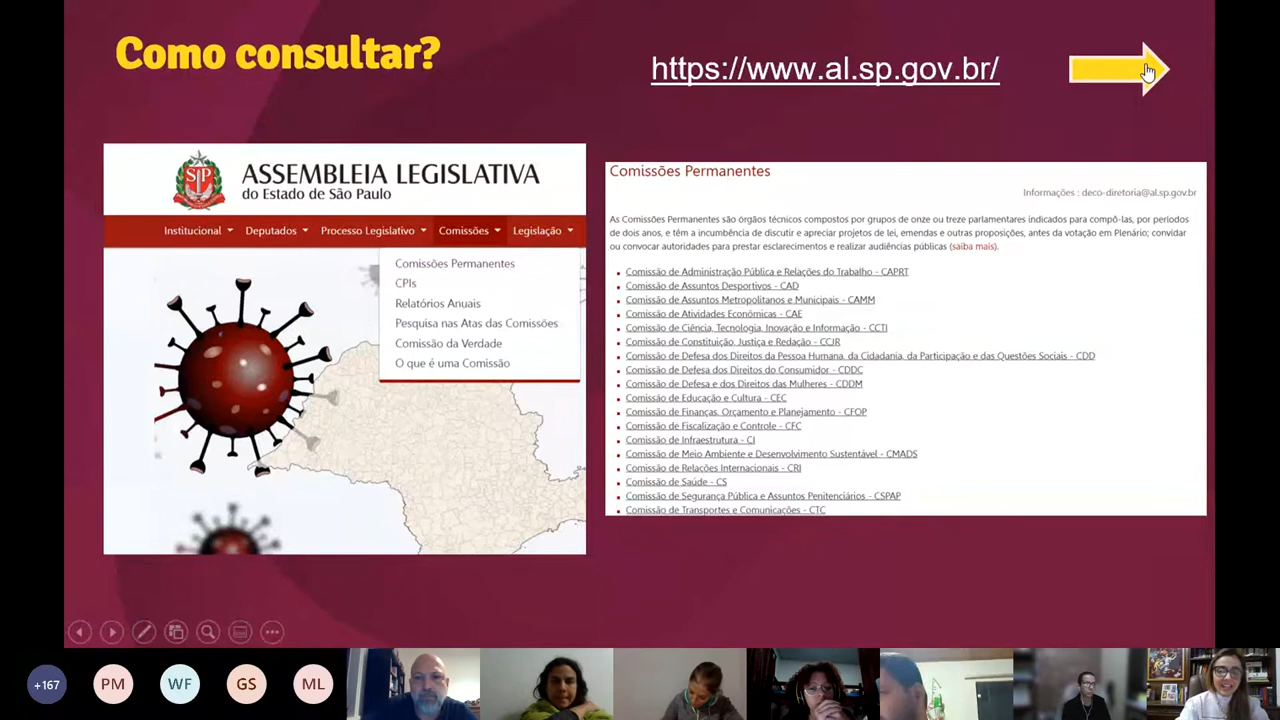 Como consultar?
https://www.al.sp.gov.br/
ASSEMBLEIA LEGISLATIVA
do Estado de São Paulo
Institucional Deputados Processo Legislativo Comissões Legislação
Comissões Permanentes
CPIs
Relatórios Anuais
Pesquisa nas Atas das Comissões
Comissão da Verdade
O que é uma Comissão
Comissões Permanentes
Informações : deco-diretoria@al.sp.gov.br
As Comissões Permanentes são órgãos técnicos compostos por grupos de onze ou treze parlamentares indicados para compô-las, por períodos
de dois anos, e têm a incumbência de discutir e apreciar projetos de lei, emendas e outras proposições, antes da votação em Plenário; convidar
ou convocar autoridades para prestar esclarecimentos e realizar audiências públicas (saiba mais).
Comissão de Administração Pública e Relações do Trabalho - CAPRT
Comissão de Assuntos Desportivos - CAD
Comissão de Assuntos Metropolitanos e Municipais - CAMM
Comissão de Atividades Econômicas - CAE
Comissão de Ciência, Tecnologia, Inovação e Informação - CCTI
Comissão de Constituição, Justiça e Redação - CCJR
Comissão de Defesa dos Direitos da Pessoa Humana, da Cidadania, da Participação e das Questões Sociais - CDD
Comissão de Defesa dos Direitos do Consumidor - CDDC
Comissão de Defesa e dos Direitos das Mulheres - CDDM
Comissão de Educação e Cultura - CEC
Comissão de Finanças, Orçamento e Planejamento - CFOP
Comissão de Fiscalização e Controle - CFC
Comissão de Infraestrutura - CI
Comissão de Meio Ambiente e Desenvolvimento Sustentável - CMADS
Comissão de Relações Internacionais - CRI
Comissão de Saúde - CS
Comissão de Segurança Pública e Assuntos Penitenciários - CSPAP
Comissão de Transportes e Comunicações - CTC
+167 PM WF GS ML